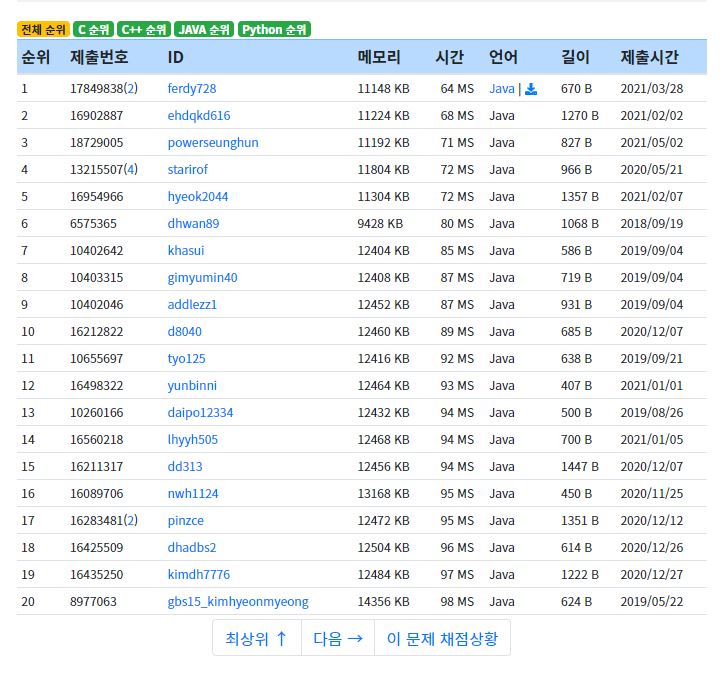 전체 순위 C 순위 C++ 순위 JAVA 순위 Python 순위
순위 제출번호 ID 메모리 시간 언어 길이 제출시간
1 17849838(2) ferdy728 11148 KB 64 MS Java | 670 B 2021/03/28
2 16902887 ehdqkd616 11224 KB 68 MS Java 1270 B 2021/02/02
3 18729005 powerseunghun 11192 KB 71 MS Java 827 B 2021/05/02
4 13215507(4) starirof 11804 KB 72 MS Java 966 B 2020/05/21
5 16954966 hyeok2044 11304 KB 72 MS Java 1357 B 2021/02/07
6 6575365 dhwan89 9428 KB 80 MS Java 1068 B 2018/09/19
7 10402642 khasui 12404 KB 85 MS Java 586 B 2019/09/04
8 10403315 gimyumin40 12408 KB 87 MS Java 719 B 2019/09/04
9 10402046 addlezz1 12452 KB 87 MS Java 931 B 2019/09/04
10 16212822 d8040 12460 KB 89 MS Java 685 B 2020/12/07
11 10655697 tyo125 12416 KB 92 MS Java 638 B 2019/09/21
12 16498322 yunbinni 12464 KB 93 MS Java 407 B 2021/01/01
13 10260166 daipo12334 12432 KB 94 MS Java 500 B 2019/08/26
14 16560218 lhyyh505 12468 KB 94 MS Java 700 B 2021/01/05
15 16211317 dd313 12456 KB 94 MS Java 1447 B 2020/12/07
16 16089706 nwh1124 13168 KB 95 MS Java 450 B 2020/11/25
17 16283481(2) pinzce 12472 KB 95 MS Java 1351 B 2020/12/12
18 16425509 dhadbs2 12504 KB 96 MS Java 614 B 2020/12/26
19 16435250 kimdh7776 12484 KB 97 MS Java 1222 B 2020/12/27
20 8977063 gbs15_kimhyeonmyeong 14356 KB 98 MS Java 624 B 2019/05/22
최상위 ↑ 다음 → 이 문제 채점상황